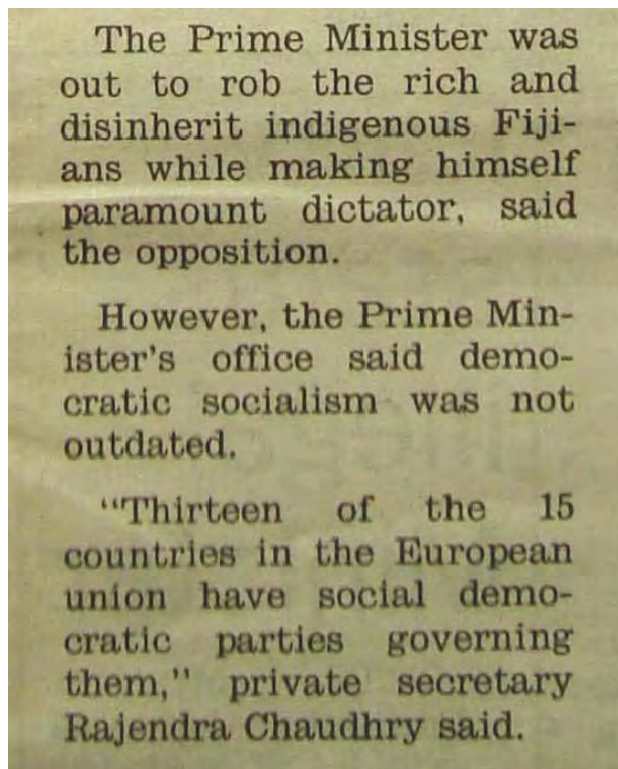 The Prime Minister was
out to rob the rich and
disinherit indigenous Fiji-
ans while making himself
paramount dictator, said
the opposition.
However, the Prime Min-
ister's office said demo-
cratic socialism was not
outdated.
"Thirteen of the 15
countries in the European
union have social demo-
cratic parties governing
them," private secretary
Rajendra Chaudhry said.